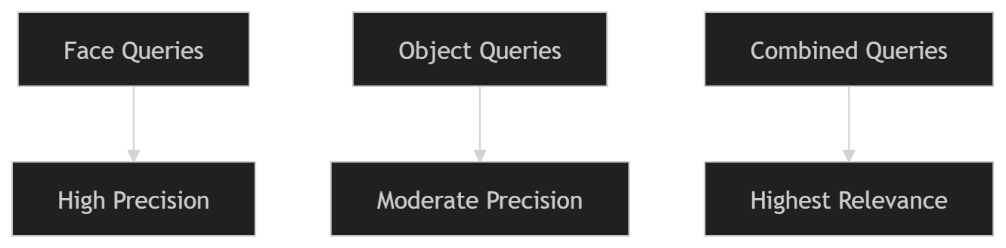 Face Queries
Object Queries
Combined Queries
High Precision
Moderate Precision
Highest Relevance